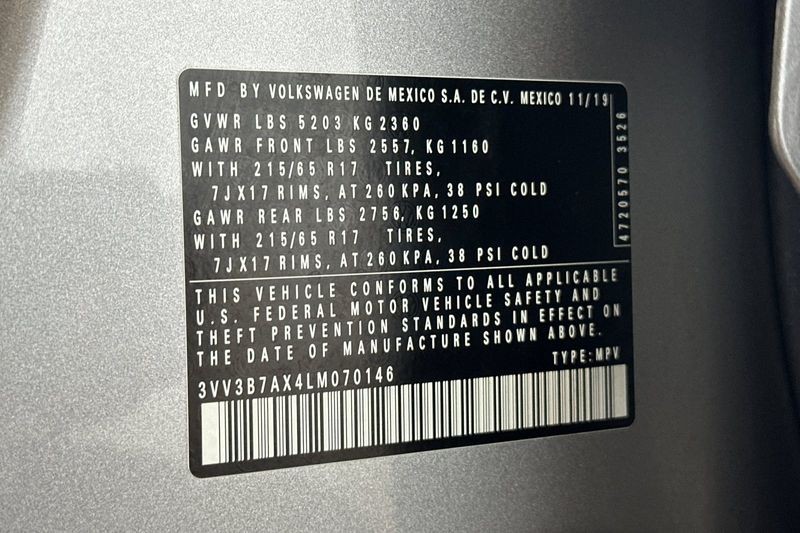 MFD BY VOLKSWAGEN DE MEXICO S.A. DE C.V. MEXICO 11/19
GVWR LBS 5203 KG 2360
GAWR FRONT LBS 2557, KG 1160
WITH 215/65 R17 TIRES,
7JX17 RIMS, AT 260 KPA, 38 PSI COLD
GAWR REAR LBS 2756, KG 1250
WITH 215/65 R17 TIRES,
7JX17 RIMS, AT 260 KPA, 38 PSI COLD
4720570 3526
THIS VEHICLE CONFORMS TO ALL APPLICABLE
U.S. FEDERAL MOTOR VEHICLE SAFETY AND
THEFT PREVENTION STANDARDS IN EFFECT ON
THE DATE OF MANUFACTURE SHOWN ABOVE.
TYPE: MPV
3VV3B7AX4LM070146